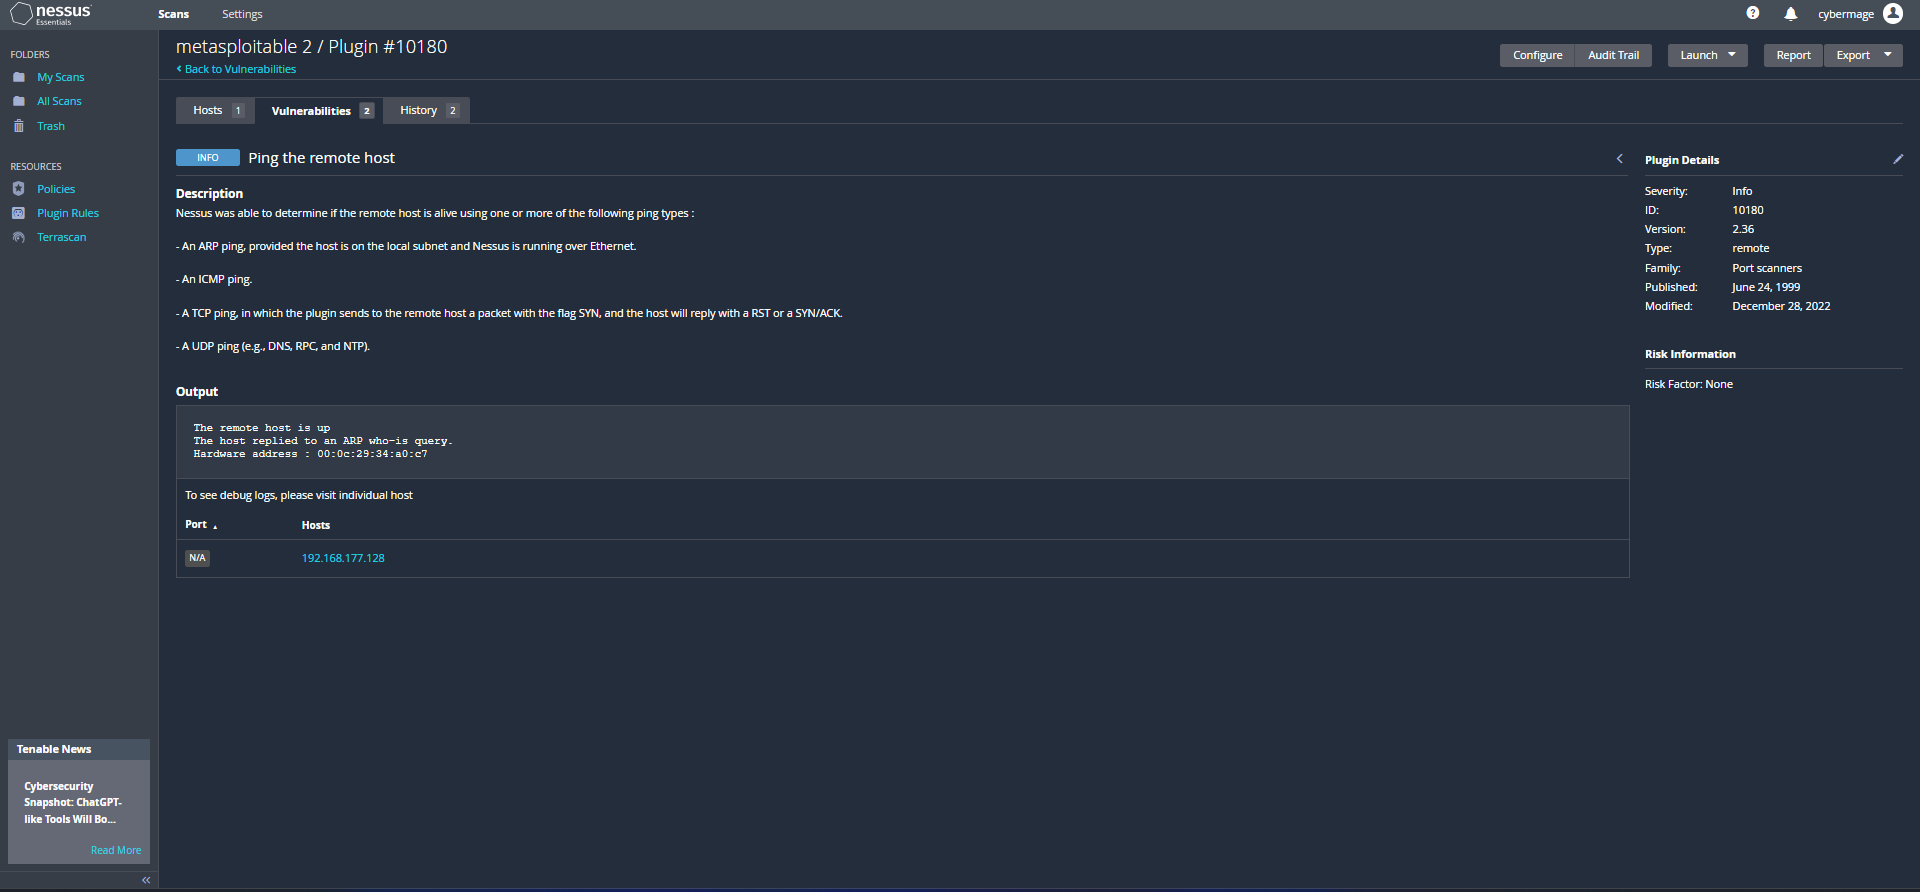 nessus
Essentials
Scans
Settings
cybermage
FOLDERS
My Scans
All Scans
Trash
RESOURCES
Policies
Plugin Rules
Terrascan
Tenable News
Cybersecurity
Snapshot: ChatGPT-
like Tools Will Bo...
Read More
metasploitable 2 / Plugin #10180
Back to Vulnerabilities
Configure
Audit Trail
Launch
Report
Export
Hosts 1
Vulnerabilities 2
History 2
INFO
Ping the remote host
Description
Nessus was able to determine if the remote host is alive using one or more of the following ping types :
- An ARP ping, provided the host is on the local subnet and Nessus is running over Ethernet.
- An ICMP ping.
- A TCP ping, in which the plugin sends to the remote host a packet with the flag SYN, and the host will reply with a RST or a SYN/ACK.
- A UDP ping (e.g., DNS, RPC, and NTP).
Output
The remote host is up
The host replied to an ARP who-is query.
Hardware address : 00:0c:29:34:a0:c7
To see debug logs, please visit individual host
Port Hosts
N/A 192.168.177.128
Plugin Details
Severity: Info
ID: 10180
Version: 2.36
Type: remote
Family: Port scanners
Published: June 24, 1999
Modified: December 28, 2022
Risk Information
Risk Factor: None